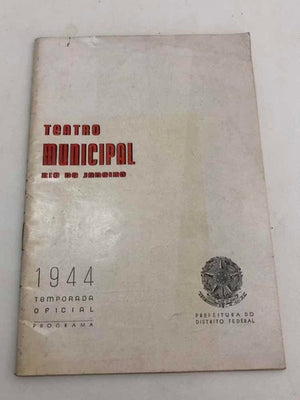 TEATRO
MUNICIPAL
RIO DE JANEIRO
1944
TEMPORADA
OFICIAL
PROGRAMA
PREFEITURA DO
DISTRITO FEDERAL